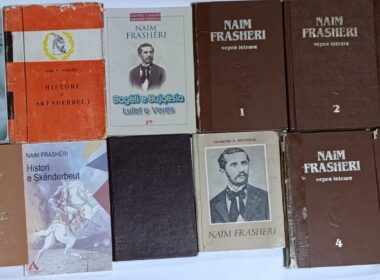 HISTORI
E
SKËNDERBEUT
NAIM
FRASHERI
Bagëti e Bujqësia
Lulet e Verës
NAIM
FRASHERI
vepra letrare
1
NAIM
FRASHERI
vepra letrare
2
NAIM FRASHËRI
Histori
e Skënderbeut
NAIM FRASHERI
NAIM
FRASHERI
vepra letrare
4